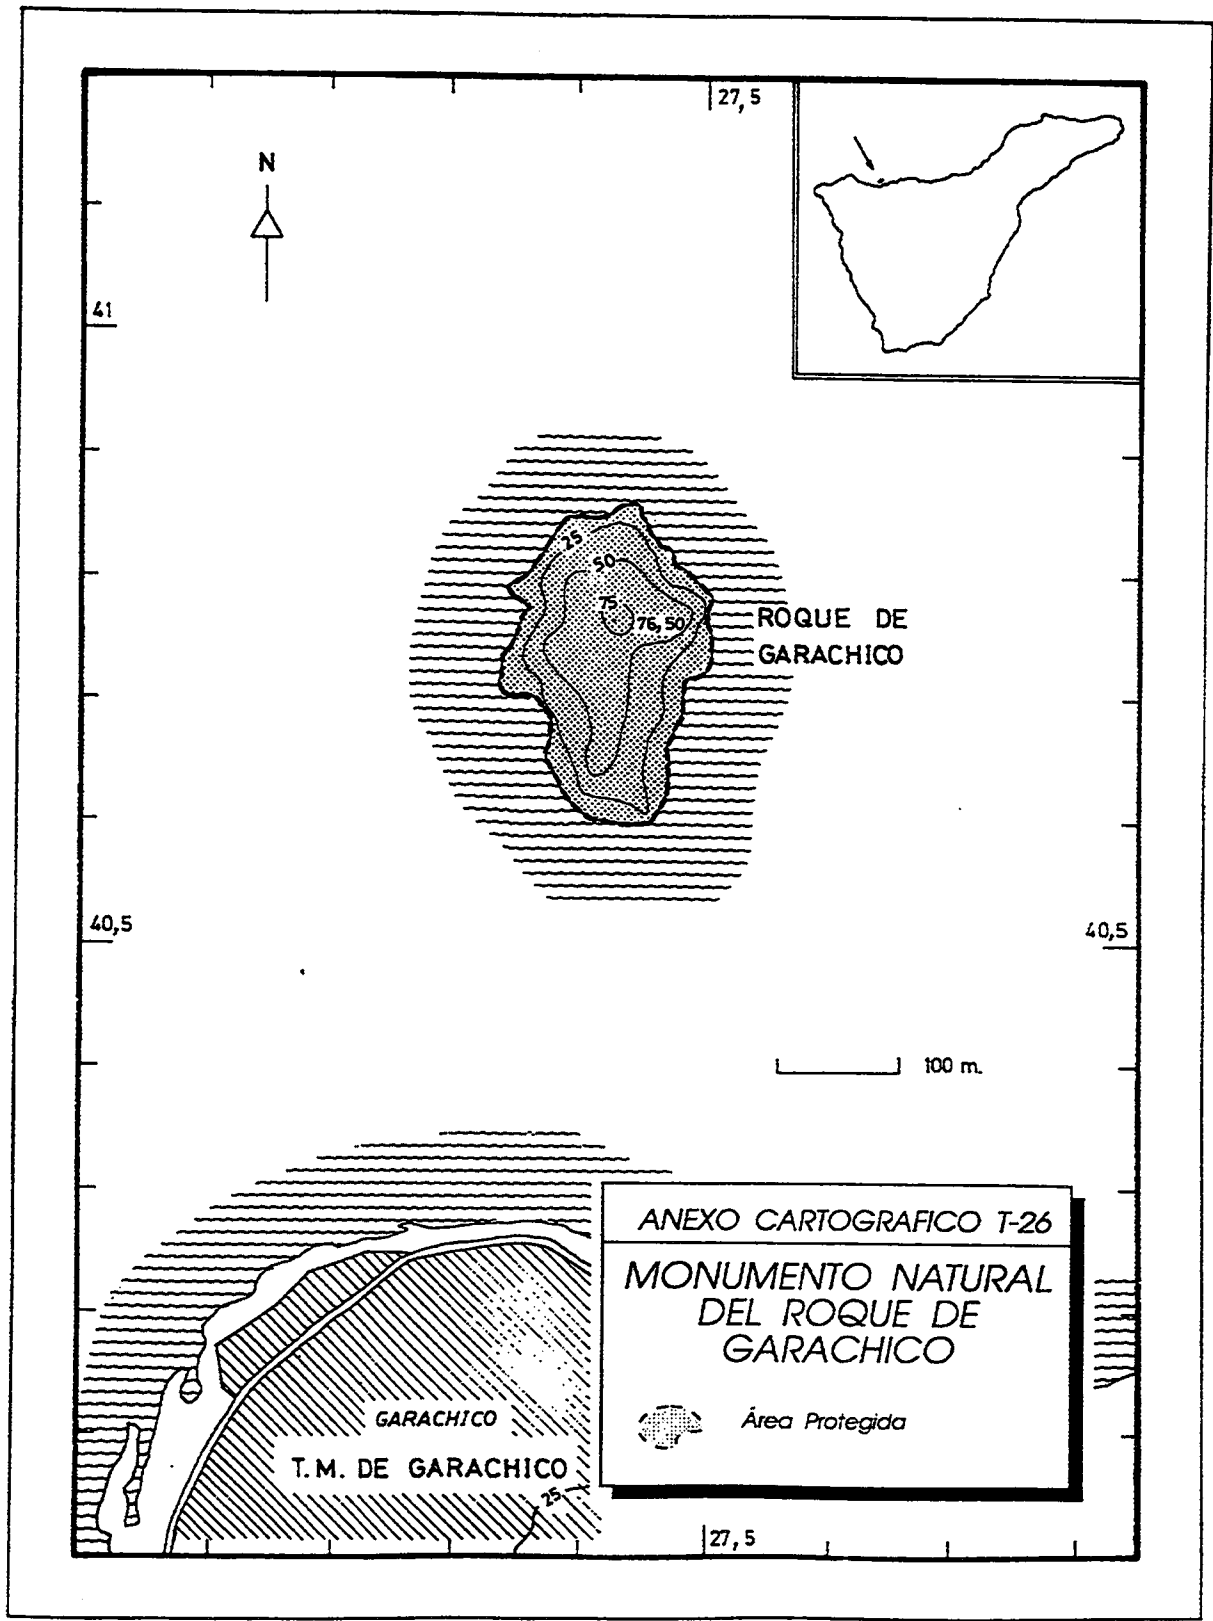 27,5
N
41
25
50
75
76,50
ROQUE DE
GARACHICO
40,5
40,5
100 m.
ANEXO CARTOGRAFICO T-26
MONUMENTO NATURAL
DEL ROQUE DE
GARACHICO
Área Protegida
GARACHICO
T.M. DE GARACHICO
25
27,5